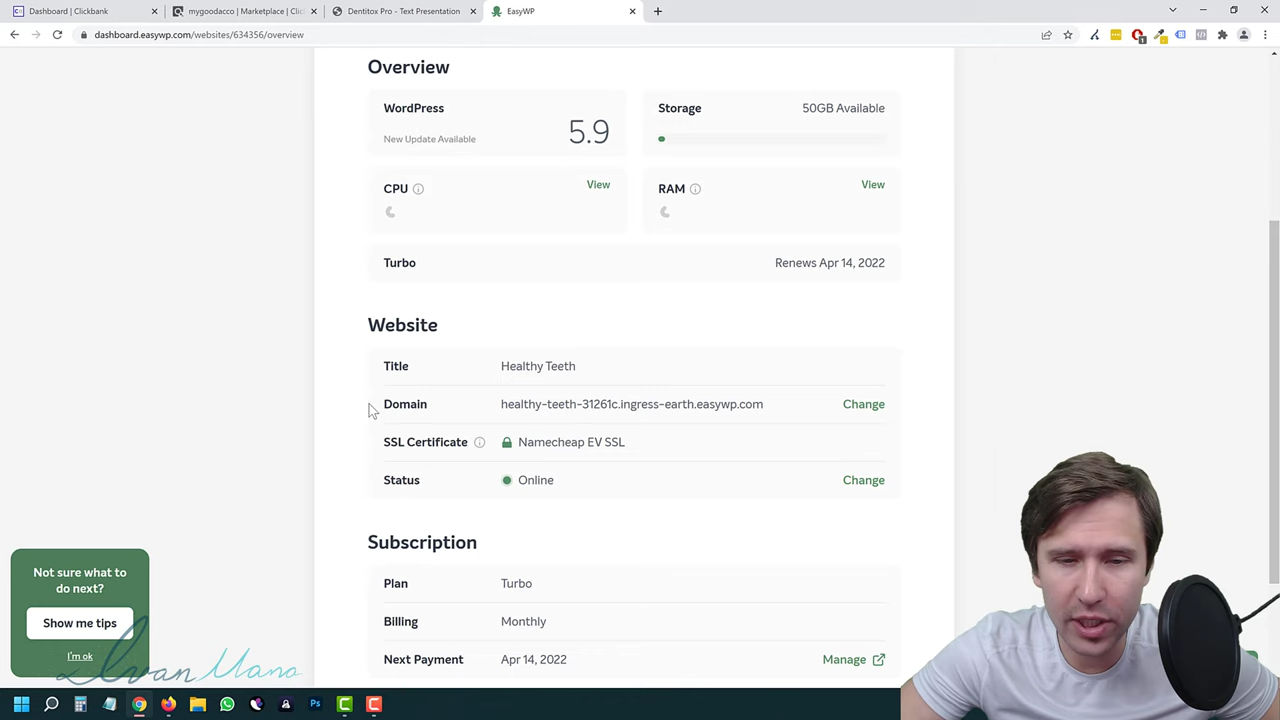 Dashboard | Clickbank
mygoodacco | Marketplace | Clic
Dentitox Pro - Text Presentation
EasyWP
dashboard.easywp.com/websites/634356/overview
Overview
WordPress
5.9
New Update Available
Storage
50GB Available
CPU
View
RAM
View
Turbo
Renews Apr 14, 2022
Website
Title
Healthy Teeth
Domain
healthy-teeth-31261c.ingress-earth.easywp.com
Change
SSL Certificate
Namecheap EV SSL
Status
Online
Change
Subscription
Plan
Turbo
Billing
Monthly
Next Payment
Apr 14, 2022
Manage
Not sure what to
do next?
Show me tips
I'm ok
Ivan Mana